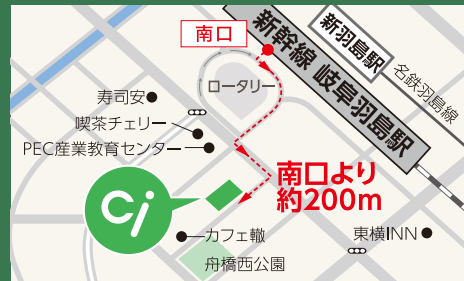 南口
新幹線 岐阜羽島駅
新羽島駅
名鉄羽島線
ロータリー
寿司安
喫茶チェリー
PEC産業教育センター
南口より
約200m
Ci
カフェ轍
東横INN
舟橋西公園